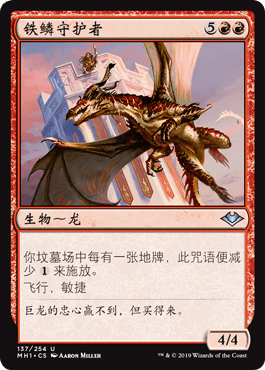 铁鳞守护者 5
生物～龙
你坟墓场中每有一张地牌，此咒语便减
少 1 来施放。
飞行，敏捷
巨龙的忠心赢不到，但买得来。
4/4
137/254 U
MH1 • CS AARON MILLER
™ & © 2019 Wizards of the Coast